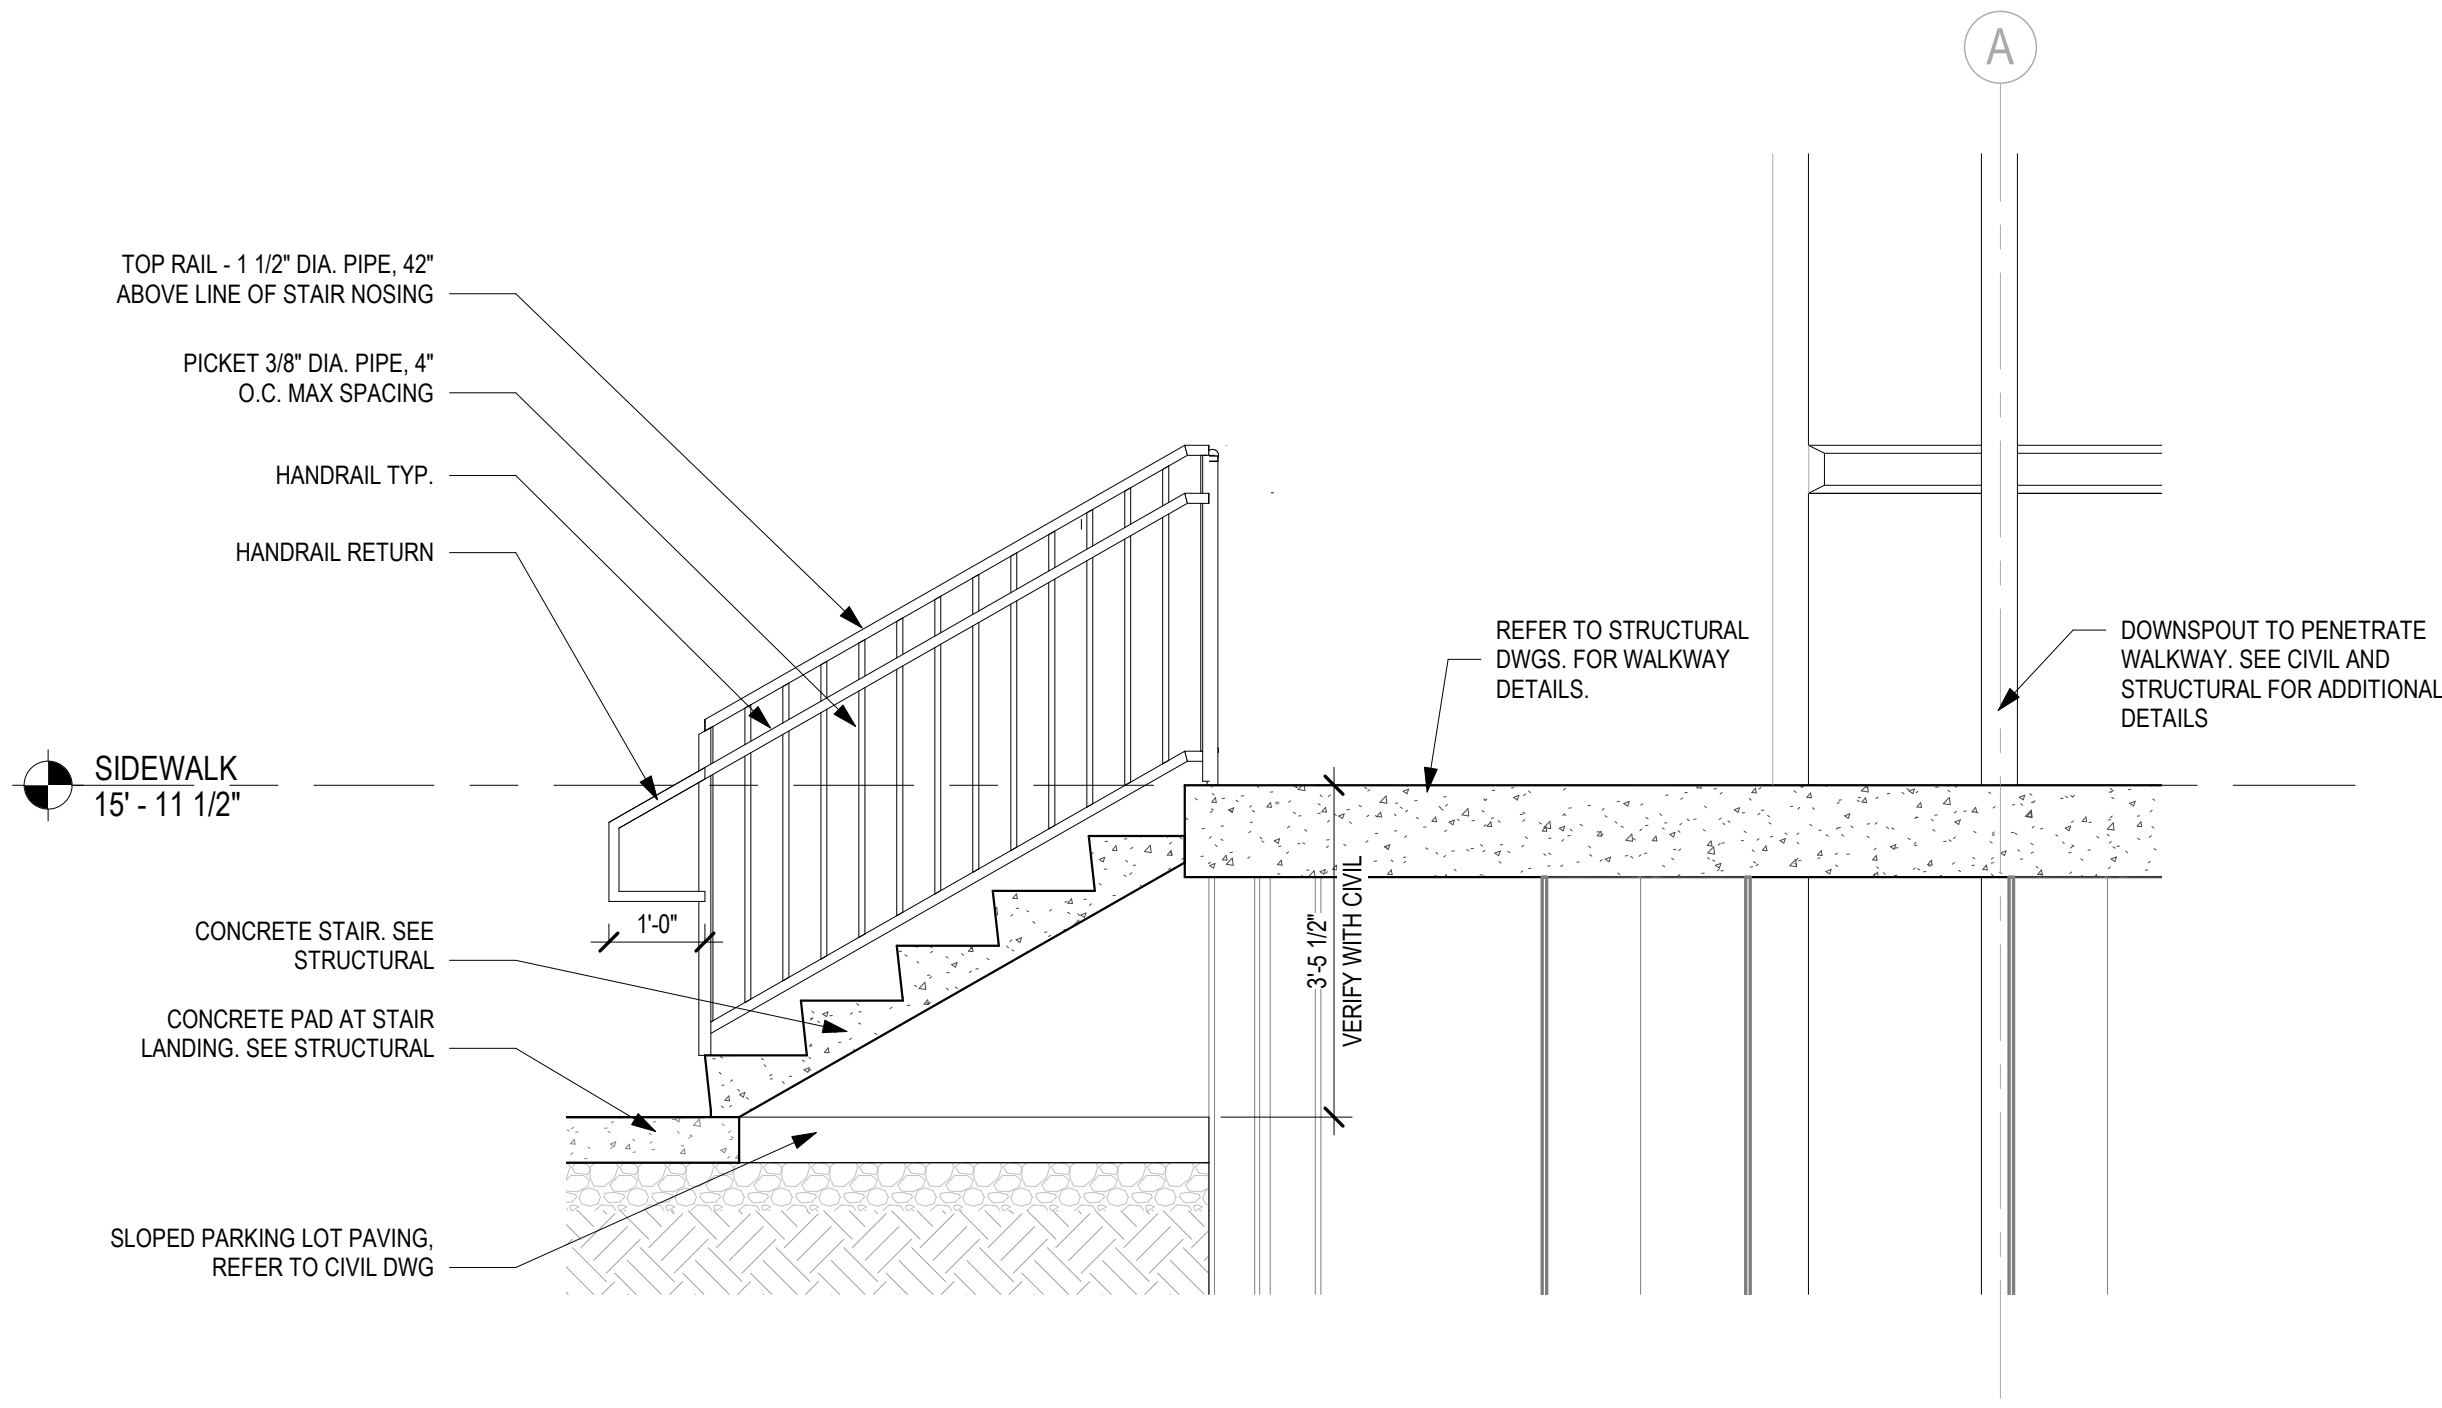 A
TOP RAIL - 1 1/2" DIA. PIPE, 42"
ABOVE LINE OF STAIR NOSING
PICKET 3/8" DIA. PIPE, 4"
O.C. MAX SPACING
HANDRAIL TYP.
HANDRAIL RETURN
REFER TO STRUCTURAL
DWGS. FOR WALKWAY
DETAILS.
DOWNSPOUT TO PENETRATE
WALKWAY. SEE CIVIL AND
STRUCTURAL FOR ADDITIONAL
DETAILS
SIDEWALK
15' - 11 1/2"
1'-0"
3'-5 1/2"
VERIFY WITH CIVIL
CONCRETE STAIR. SEE
STRUCTURAL
CONCRETE PAD AT STAIR
LANDING. SEE STRUCTURAL
SLOPED PARKING LOT PAVING,
REFER TO CIVIL DWG